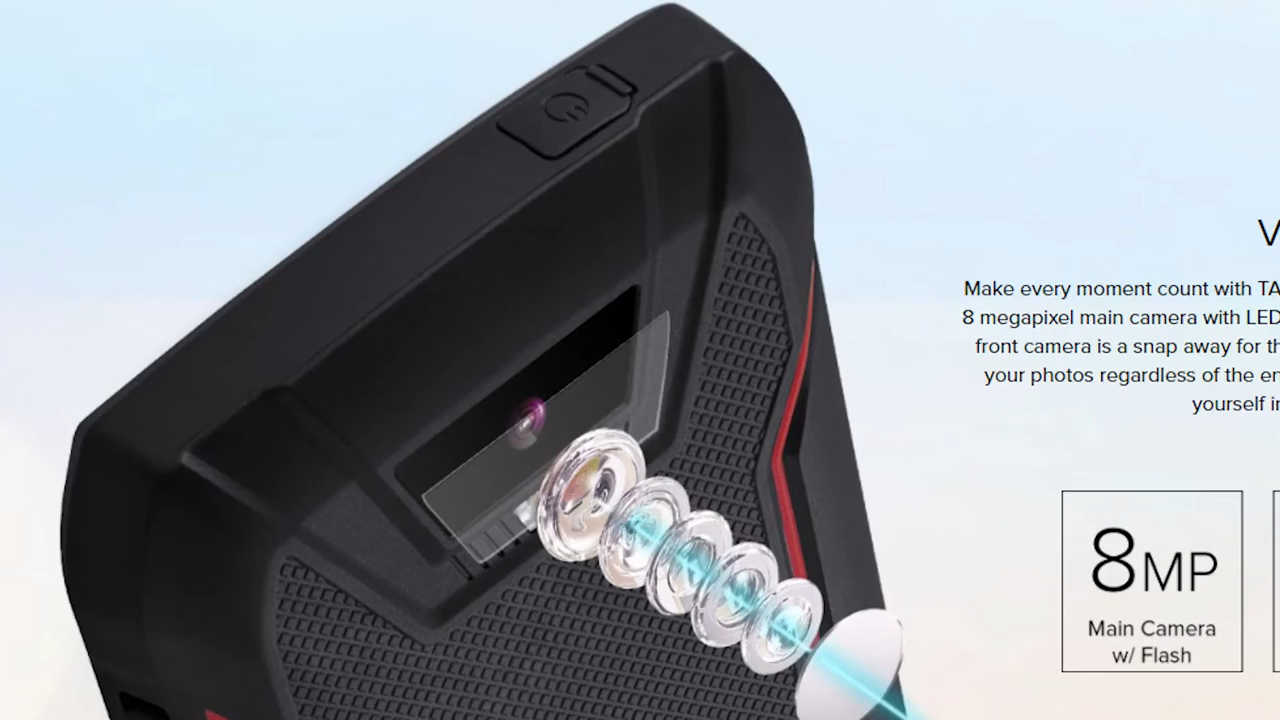 V
Make every moment count with TA
8 megapixel main camera with LED
front camera is a snap away for th
your photos regardless of the en
yourself in
8MP
Main Camera
w/ Flash